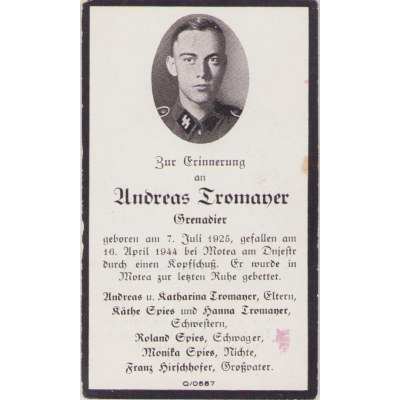 Zur Erinnerung
an
Andreas Tromayer
Grenadier
geboren am 7. Juli 1925, gefallen am
16. April 1944 bei Motea am Dnjestr
durch einen Kopfschuß. Er wurde in
Motea zur letzten Ruhe gebettet.
Andreas u. Katharina Tromayer, Eltern,
Käthe Spies und Hanna Tromayer,
Schwestern,
Roland Spies, Schwager,
Monika Spies, Nichte,
Franz Hirschhofer, Großvater.
Q/0887